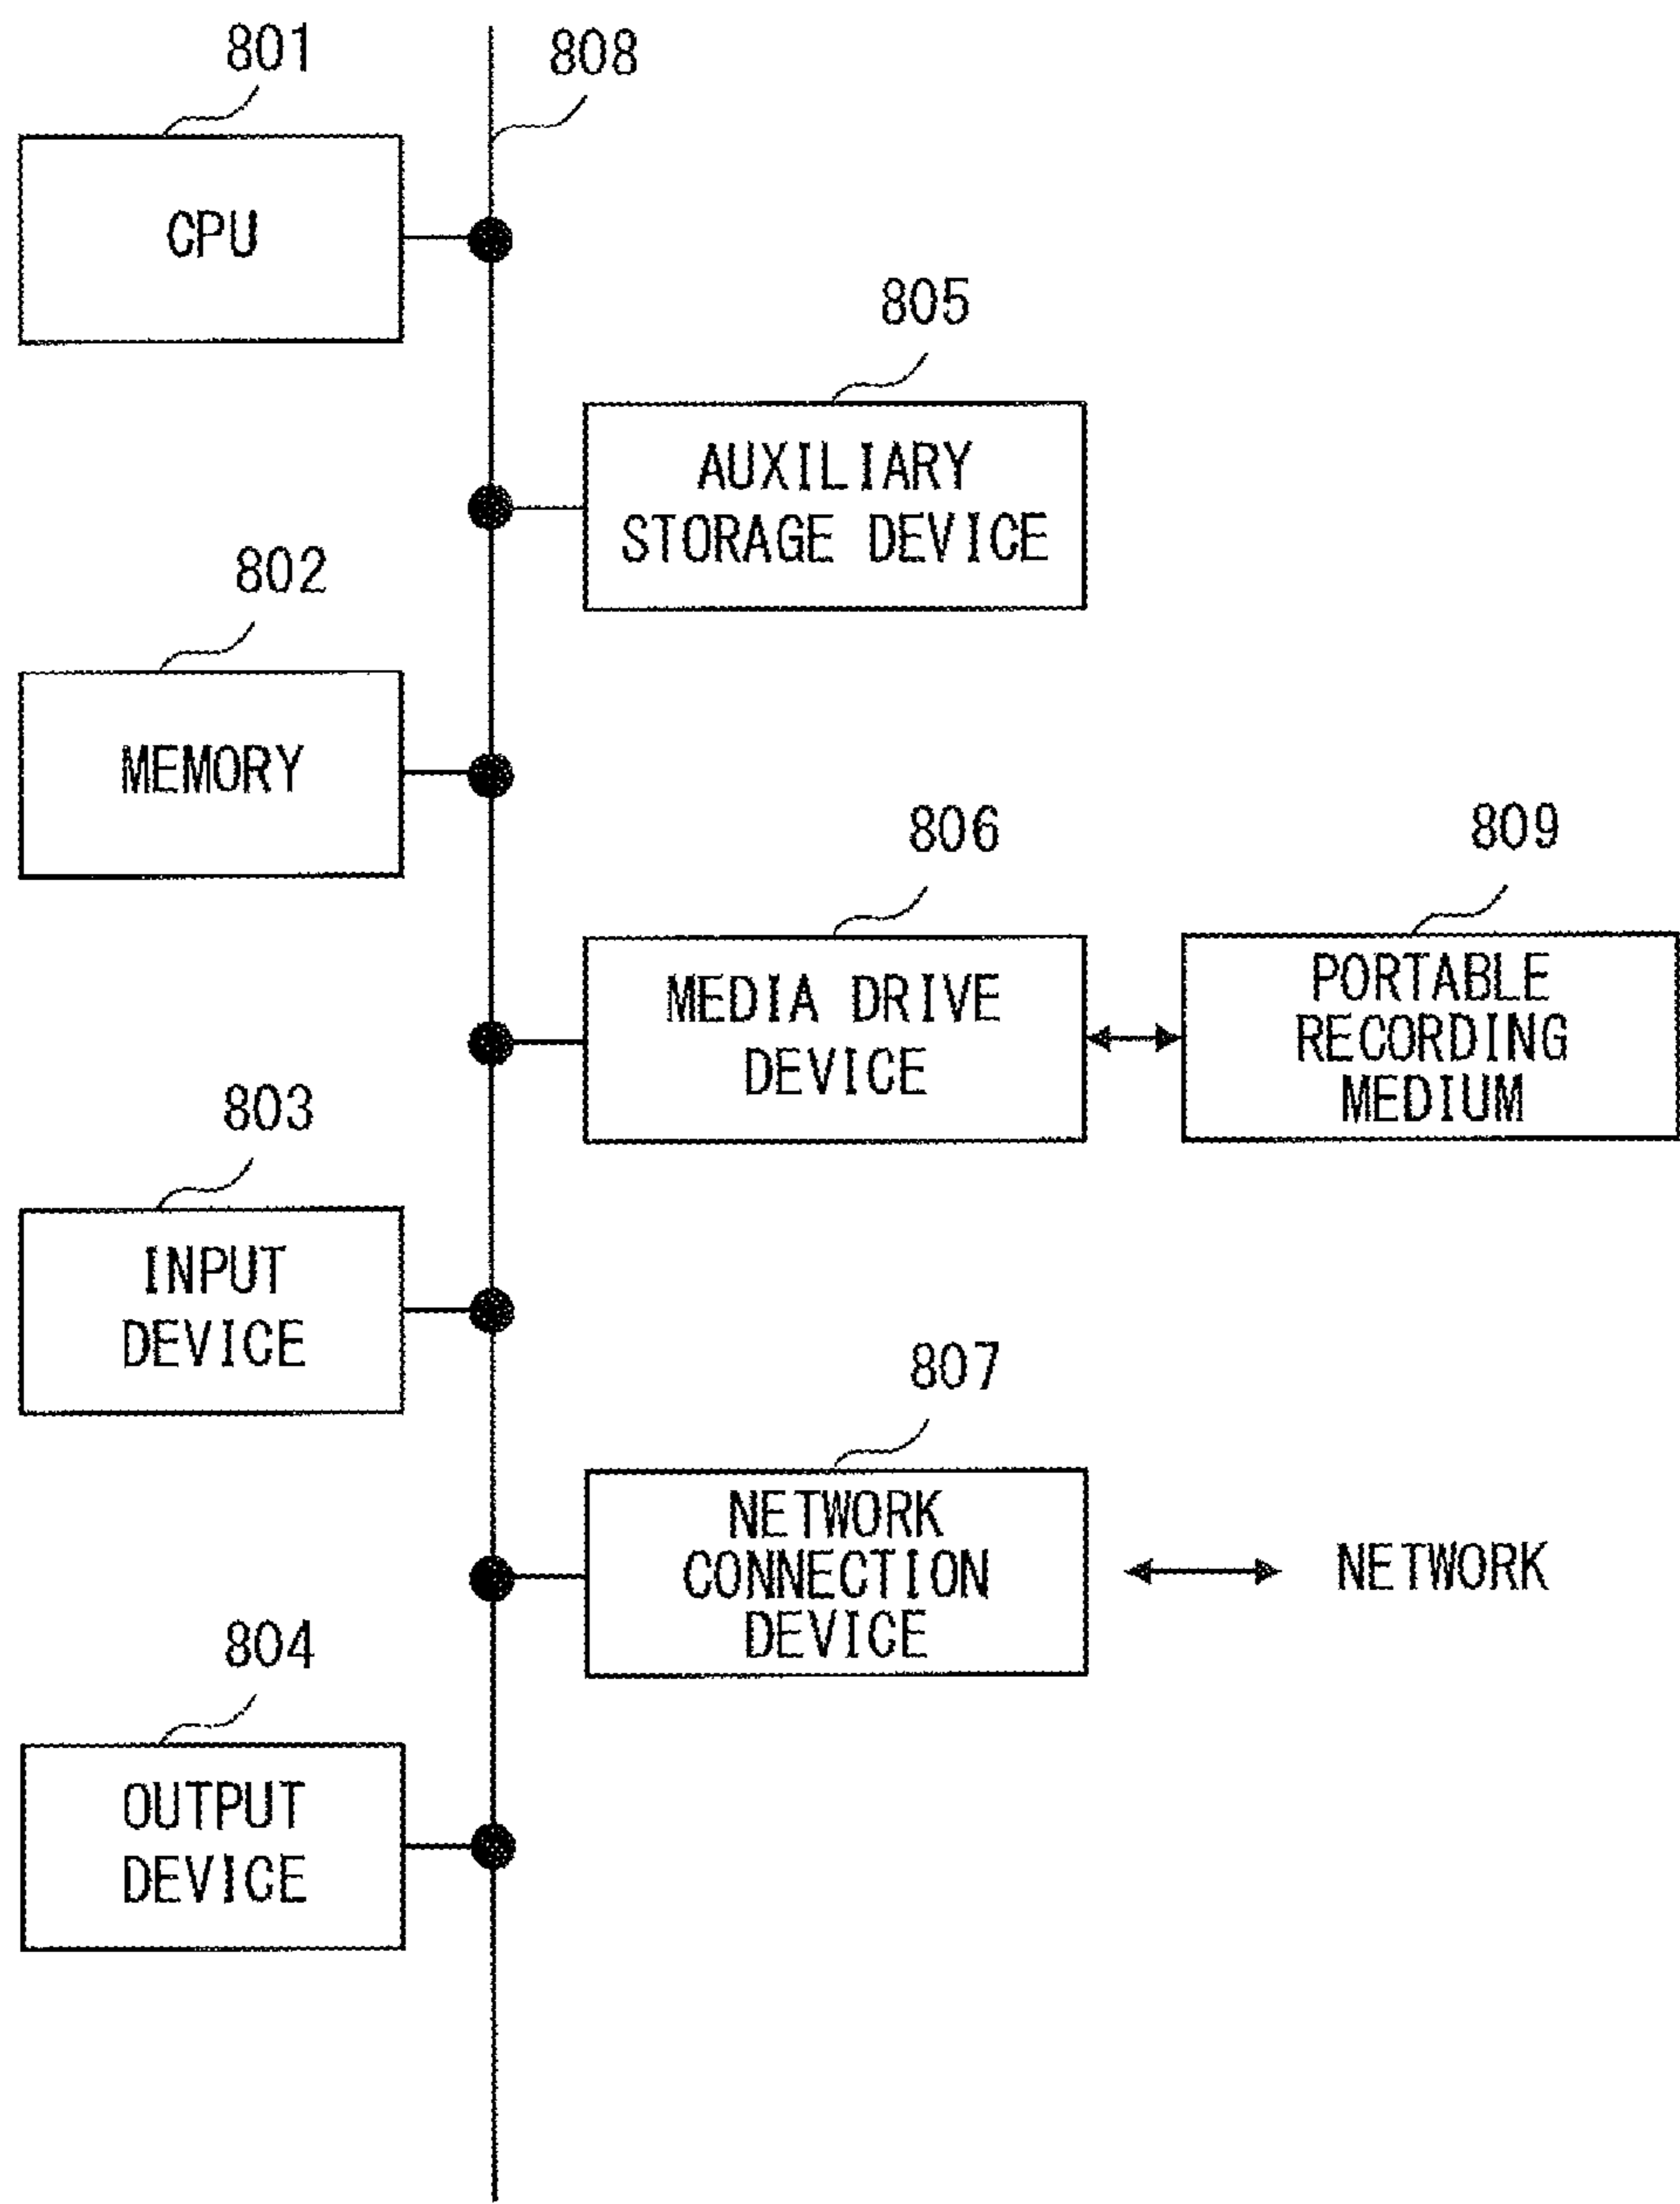 801
808
CPU
805
AUXILIARY
STORAGE DEVICE
802
MEMORY
806
809
MEDIA DRIVE
DEVICE
PORTABLE
RECORDING
MEDIUM
803
INPUT
DEVICE
807
NETWORK
CONNECTION
DEVICE
NETWORK
804
OUTPUT
DEVICE